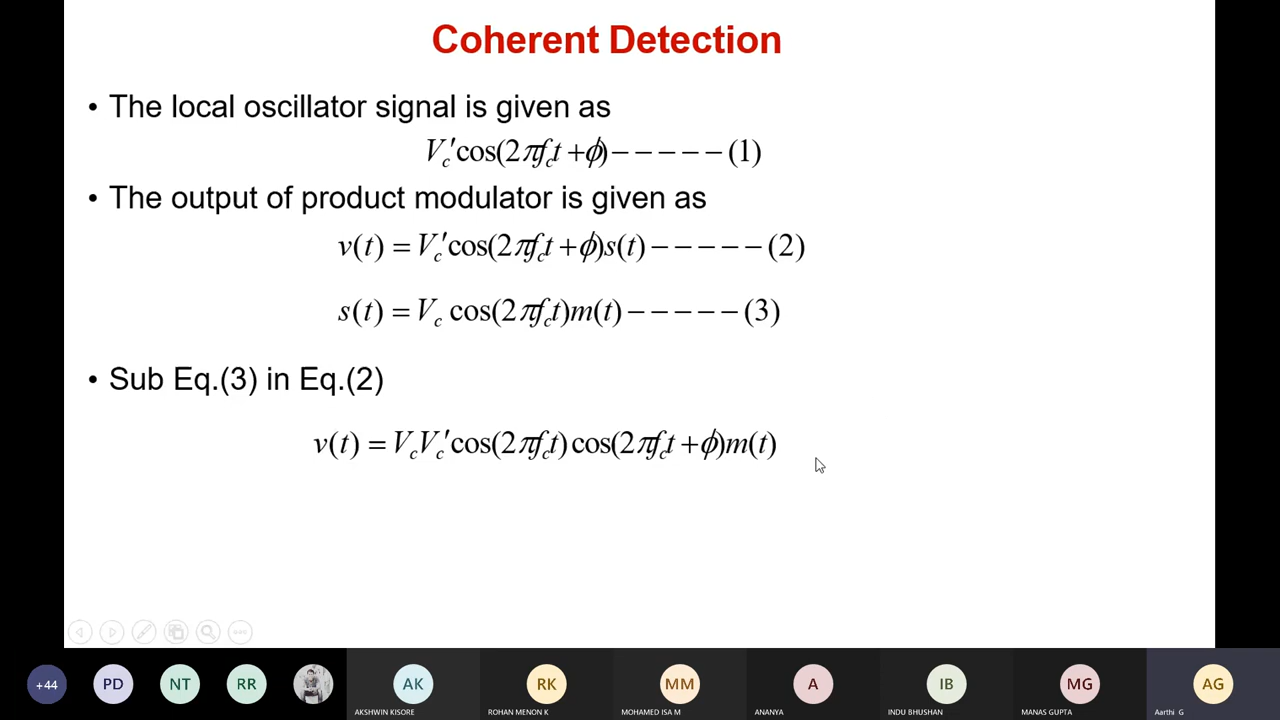 Coherent Detection
• The local oscillator signal is given as
V_c′cos(2πf_ct+ϕ)−−−−−(1)
• The output of product modulator is given as
v(t) = V_c′cos(2πf_ct+ϕ)s(t)−−−−−(2)
s(t) = V_c cos(2πf_ct)m(t)−−−−−(3)
• Sub Eq.(3) in Eq.(2)
v(t) = V_cV_c′cos(2πf_ct)cos(2πf_ct+ϕ)m(t)
+44 PD NT RR AK RK MM A IB MG AG
AKSHWIN KISORE ROHAN MENON K MOHAMED ISA M ANANYA INDU BHUSHAN MANAS GUPTA Aarthi G